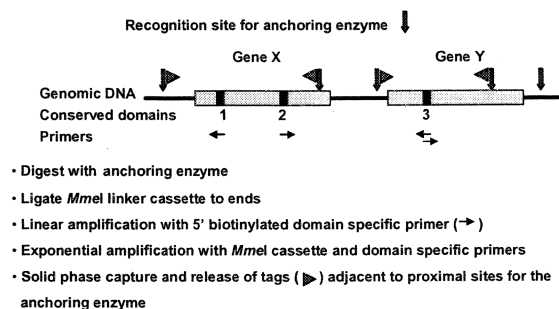 Recognition site for anchoring enzyme
Gene X
Gene Y
Genomic DNA
Conserved domains
1
2
3
Primers
• Digest with anchoring enzyme
• Ligate MmeI linker cassette to ends
• Linear amplification with 5' biotinylated domain specific primer (→)
• Exponential amplification with MmeI cassette and domain specific primers
• Solid phase capture and release of tags ( ) adjacent to proximal sites for the
anchoring enzyme